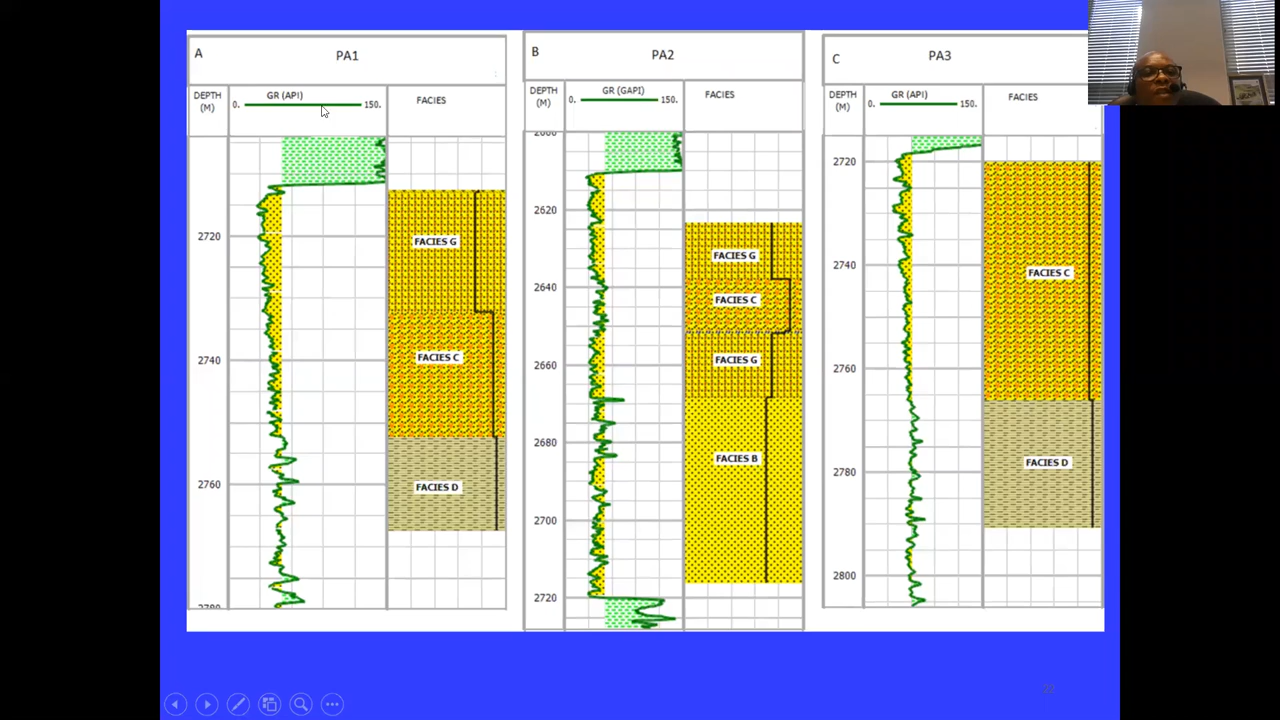 A
PA1
DEPTH
(M)
GR (API)
0.
150.
FACIES
2720
2740
2760
2780
FACIES G
FACIES C
FACIES D
B
PA2
DEPTH
(M)
GR (GAPI)
0.
150.
FACIES
2620
2640
2660
2680
2700
2720
FACIES G
FACIES C
FACIES G
FACIES B
C
PA3
DEPTH
(M)
GR (API)
0.
150.
FACIES
2720
2740
2760
2780
2800
FACIES C
FACIES D
22